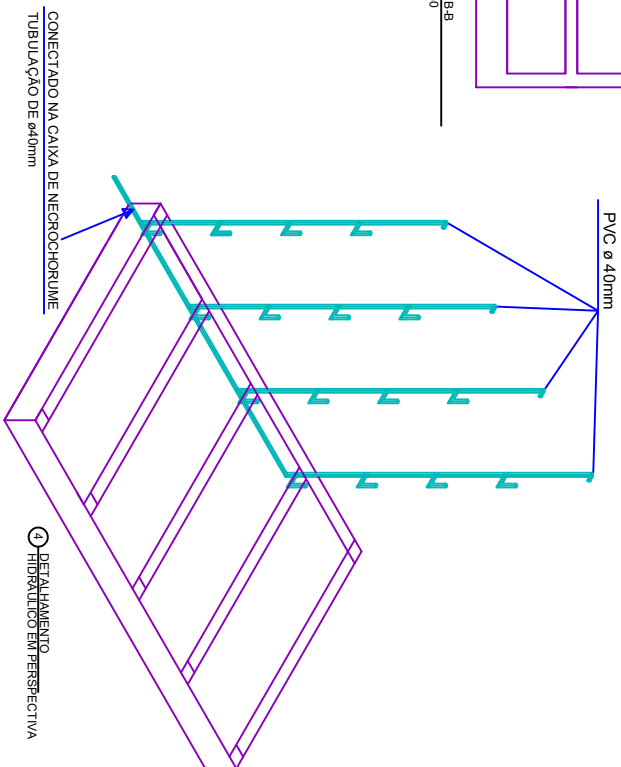 B-B
0
PVC ø 40mm
CONECTADO NA CAIXA DE NECROCHORUME
TUBULAÇÃO DE ø40mm
4
DETALHAMENTO
HIDRÁULICO EM PERSPECTIVA